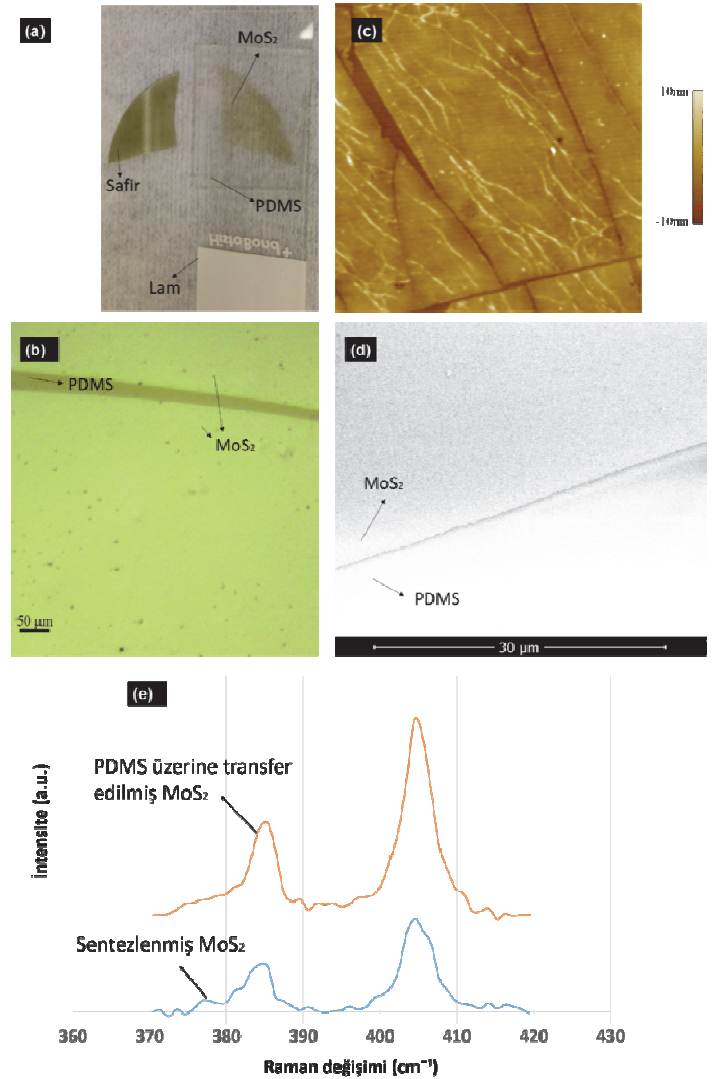 (a)
MoS₂
Safir
PDMS
HistoBond +
Lam
(c)
10nm
-10nm
(b)
PDMS
MoS₂
50 µm
(d)
MoS₂
PDMS
30 µm
(e)
PDMS üzerine transfer
edilmiş MoS₂
Sentezlenmiş MoS₂
intensite (a.u.)
360 370 380 390 400 410 420 430
Raman değişimi (cm⁻¹)